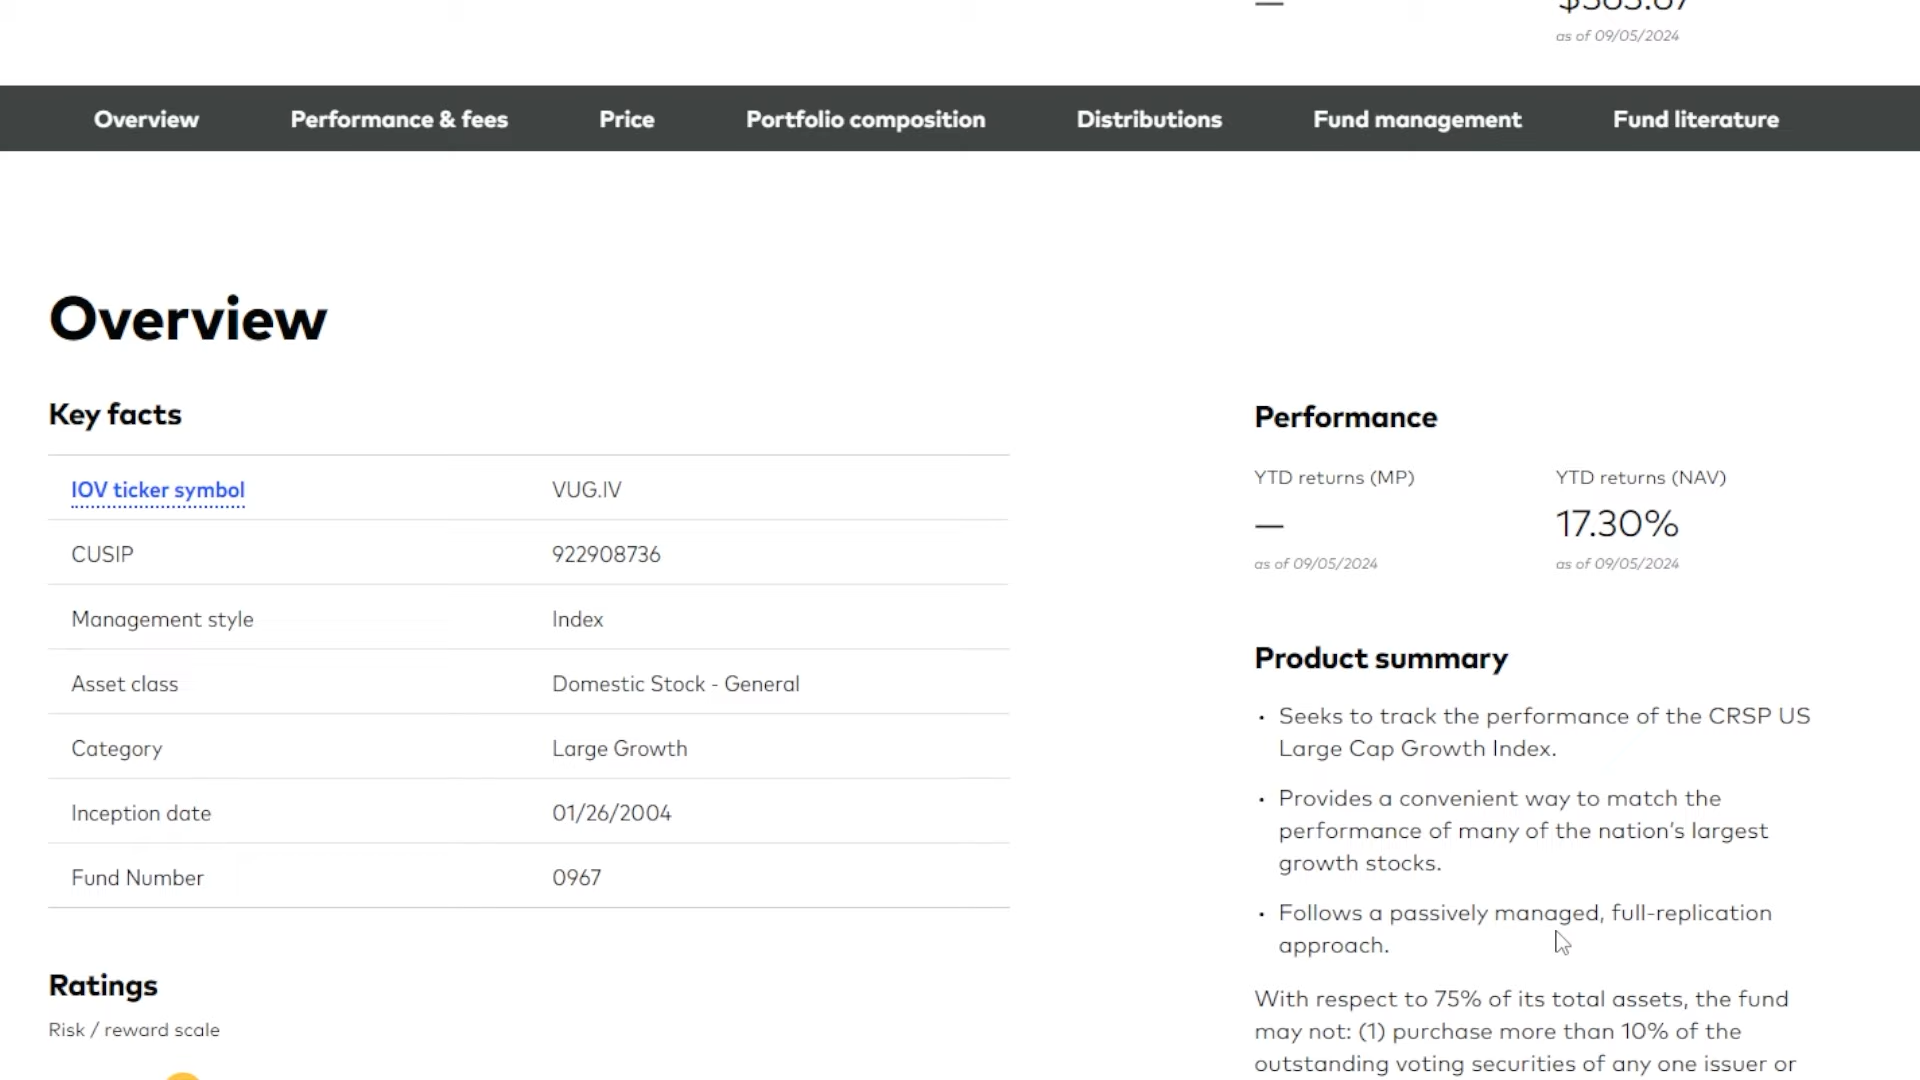 —
as of 09/05/2024
Overview Performance & fees Price Portfolio composition Distributions Fund management Fund literature
Overview
Key facts
IOV ticker symbol VUG.IV
CUSIP 922908736
Management style Index
Asset class Domestic Stock - General
Category Large Growth
Inception date 01/26/2004
Fund Number 0967
Ratings
Risk / reward scale
Performance
YTD returns (MP) YTD returns (NAV)
— 17.30%
as of 09/05/2024 as of 09/05/2024
Product summary
• Seeks to track the performance of the CRSP US
Large Cap Growth Index.
• Provides a convenient way to match the
performance of many of the nation’s largest
growth stocks.
• Follows a passively managed, full-replication
approach.
With respect to 75% of its total assets, the fund
may not: (1) purchase more than 10% of the
outstanding voting securities of any one issuer or